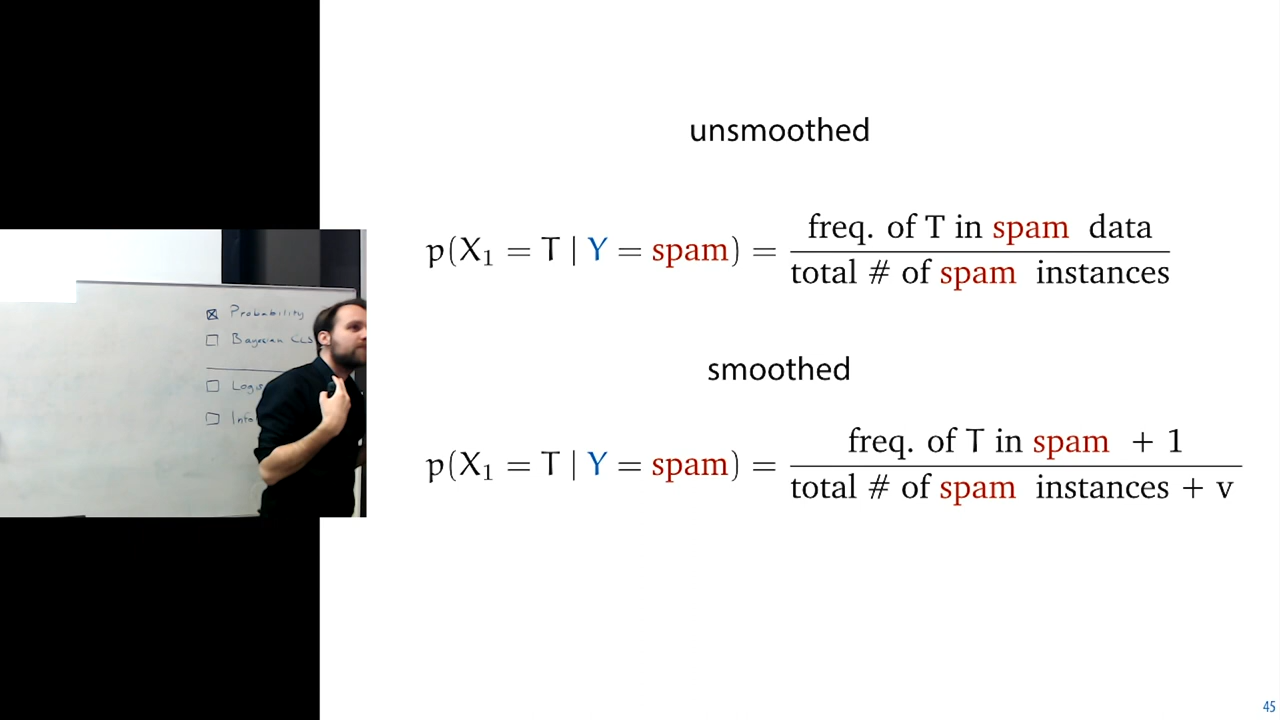 unsmoothed
p(X₁ = T | Y = spam) = freq. of T in spam data / total # of spam instances
smoothed
p(X₁ = T | Y = spam) = freq. of T in spam + 1 / total # of spam instances + v
Probability
Bayesian
45